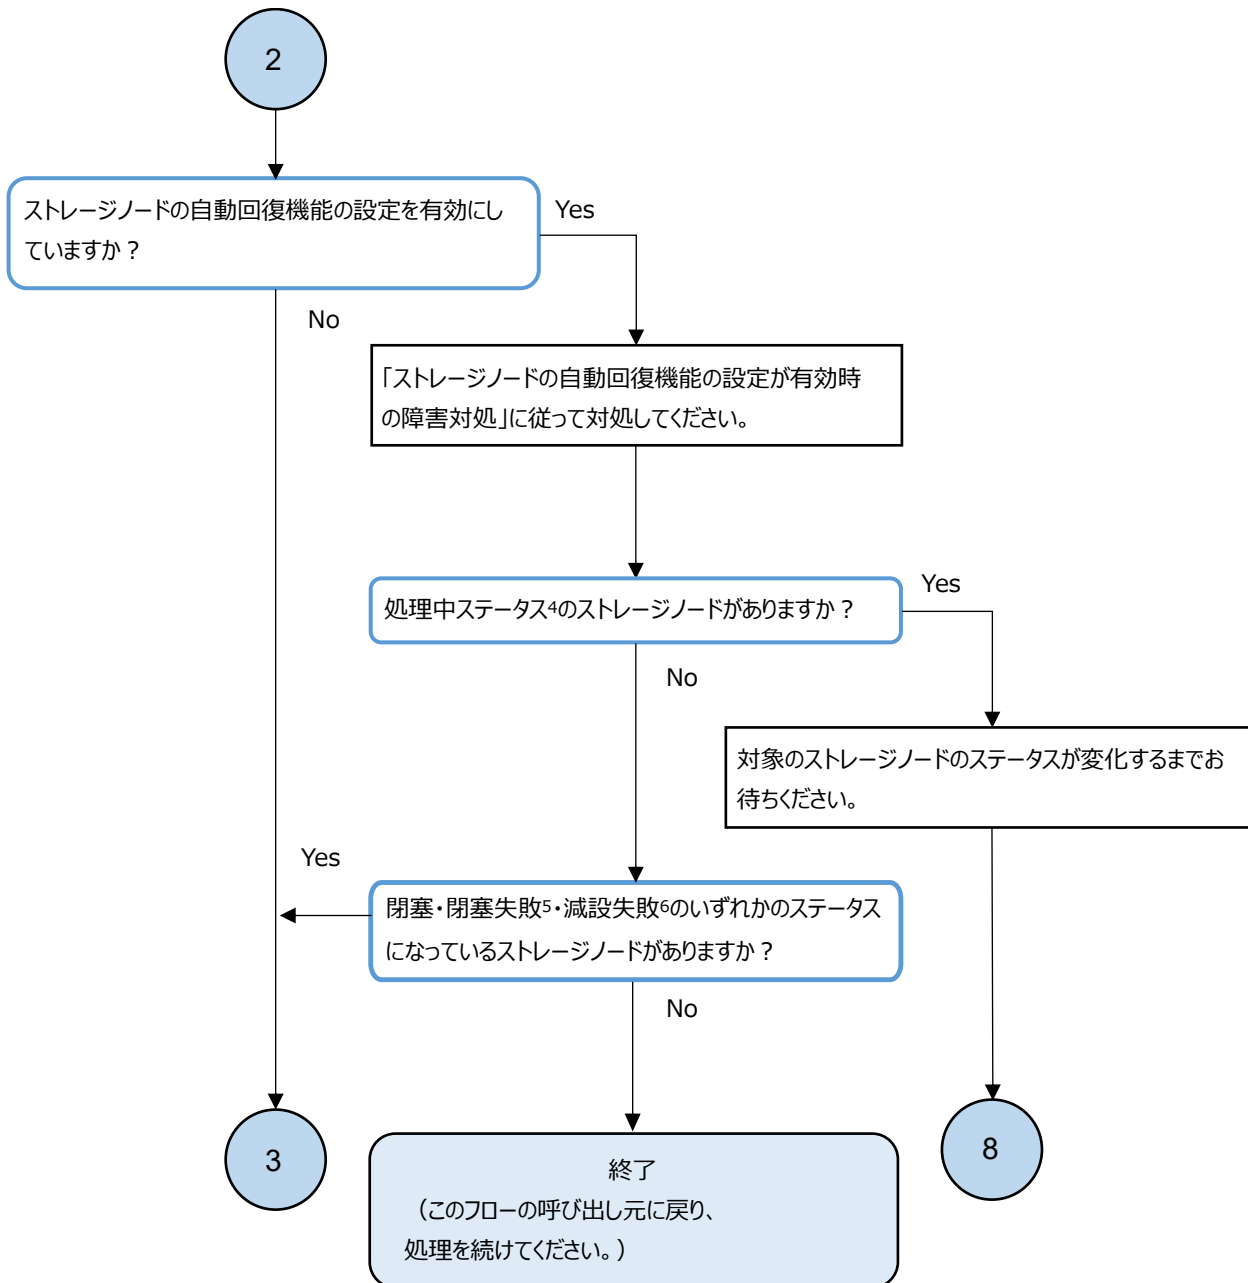 2
ストレージノードの自動回復機能の設定を有効にし
ていますか？
Yes
No
「ストレージノードの自動回復機能の設定が有効時
の障害対処」に従って対処してください。
処理中ステータス4のストレージノードがありますか？
Yes
No
対象のストレージノードのステータスが変化するまでお
待ちください。
Yes
閉塞・閉塞失敗5・減設失敗6のいずれかのステータス
になっているストレージノードがありますか？
No
3
終了
（このフローの呼び出し元に戻り、
処理を続けてください。）
8